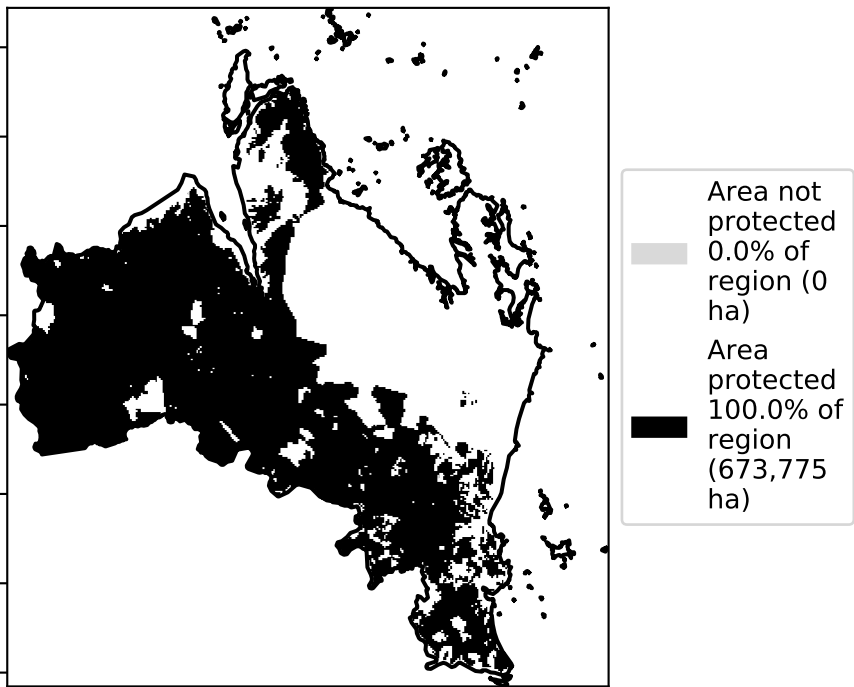 Area not
protected
0.0% of
region (0
ha)
Area
protected
100.0% of
region
(673,775
ha)